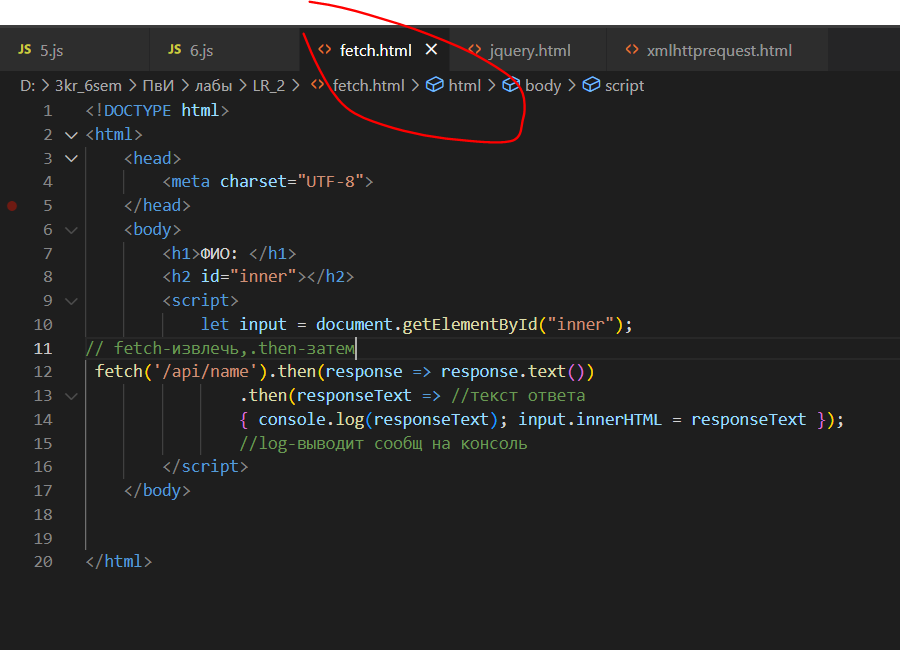 JS 5.js JS 6.js <> fetch.html × <> jquery.html <> xmlhttprequest.html
D: > 3kr_6sem > ПвИ > лабы > LR_2 > <> fetch.html > html > body > script
1 <!DOCTYPE html>
2 <html>
3 <head>
4 <meta charset="UTF-8">
5 </head>
6 <body>
7 <h1>ФИО: </h1>
8 <h2 id="inner"></h2>
9 <script>
10 let input = document.getElementById("inner");
11 // fetch-извлечь,.then-затем
12 fetch('/api/name').then(response => response.text())
13 .then(responseText => //текст ответа
14 { console.log(responseText); input.innerHTML = responseText });
15 //log-выводит сообщ на консоль
16 </script>
17 </body>
18
19
20 </html>